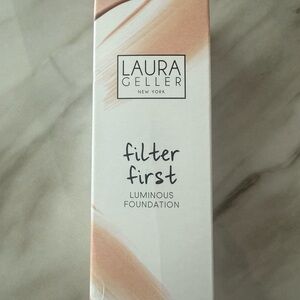 LAURA
GELLER
NEW YORK
filter
first
LUMINOUS
FOUNDATION